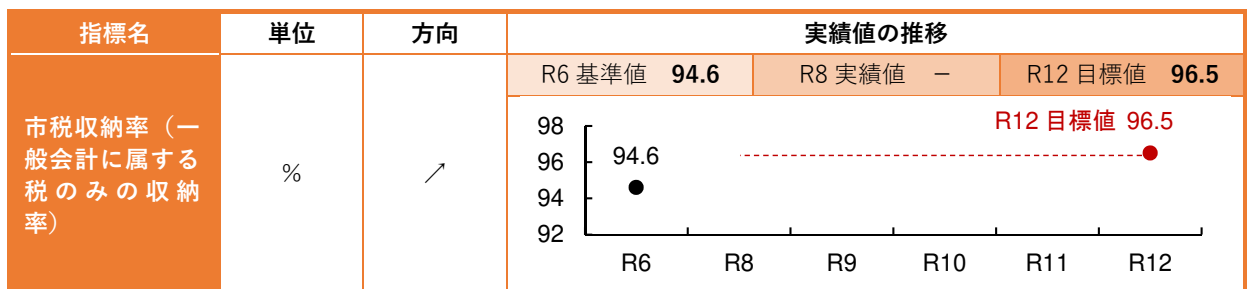 指標名 単位 方向 実績値の推移
R6 基準値 94.6 R8 実績値 － R12 目標値 96.5
市税収納率（一
般会計に属する
税のみの収納
率）
%
↗
R12 目標値 96.5
98
96
94
92
94.6
R6 R8 R9 R10 R11 R12